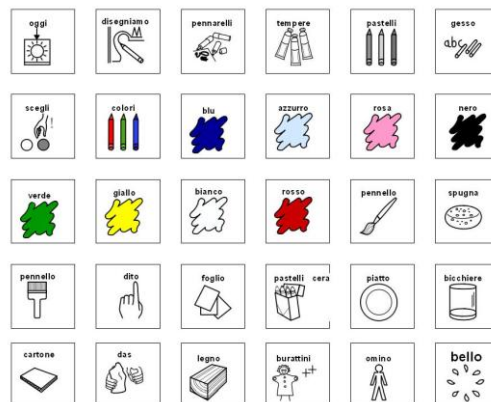 oggi disegniamo pennarelli tempere pastelli gesso
abc
scegli colori blu azzurro rosa nero
!
verde giallo bianco rosso pennello spugna
pennello dito foglio pastelli cera piatto bicchiere
cartone das legno burattini omino bello